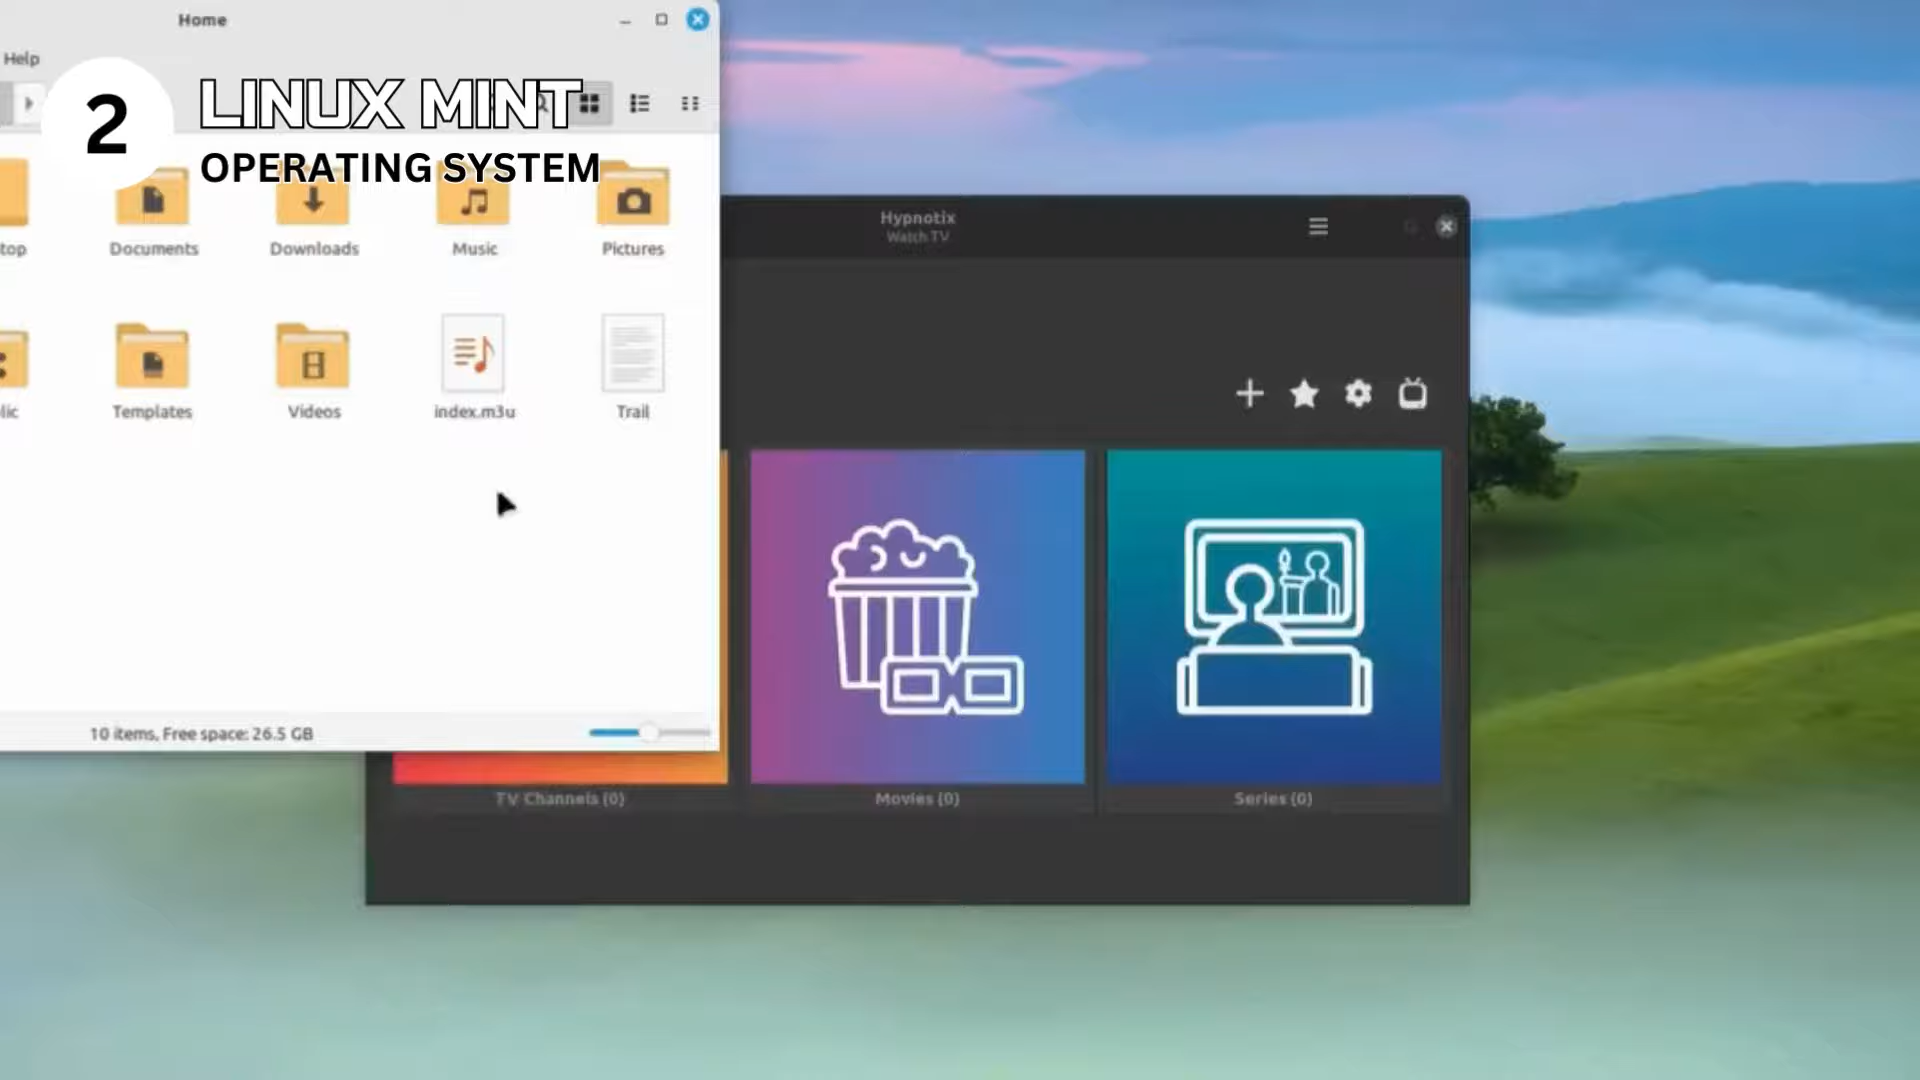 Home
Help
2
LINUX MINT
OPERATING SYSTEM
top
Documents
Downloads
Music
Pictures
lic
Templates
Videos
index.m3u
Trail
10 items, Free space: 26.5 GB
Hypnotix
Watch TV
TV Channels (0)
Movies (0)
Series (0)